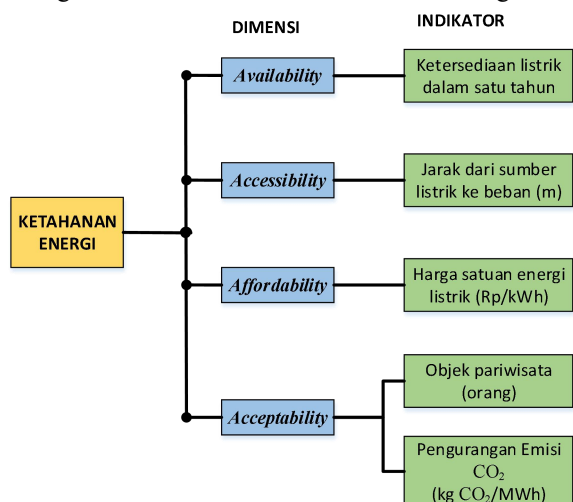 DIMENSI
INDIKATOR
Availability
Ketersediaan listrik
dalam satu tahun
Accessibility
Jarak dari sumber
listrik ke beban (m)
KETAHANAN
ENERGI
Affordability
Harga satuan energi
listrik (Rp/kWh)
Acceptability
Objek pariwisata
(orang)
Pengurangan Emisi
CO₂
(kg CO₂/MWh)